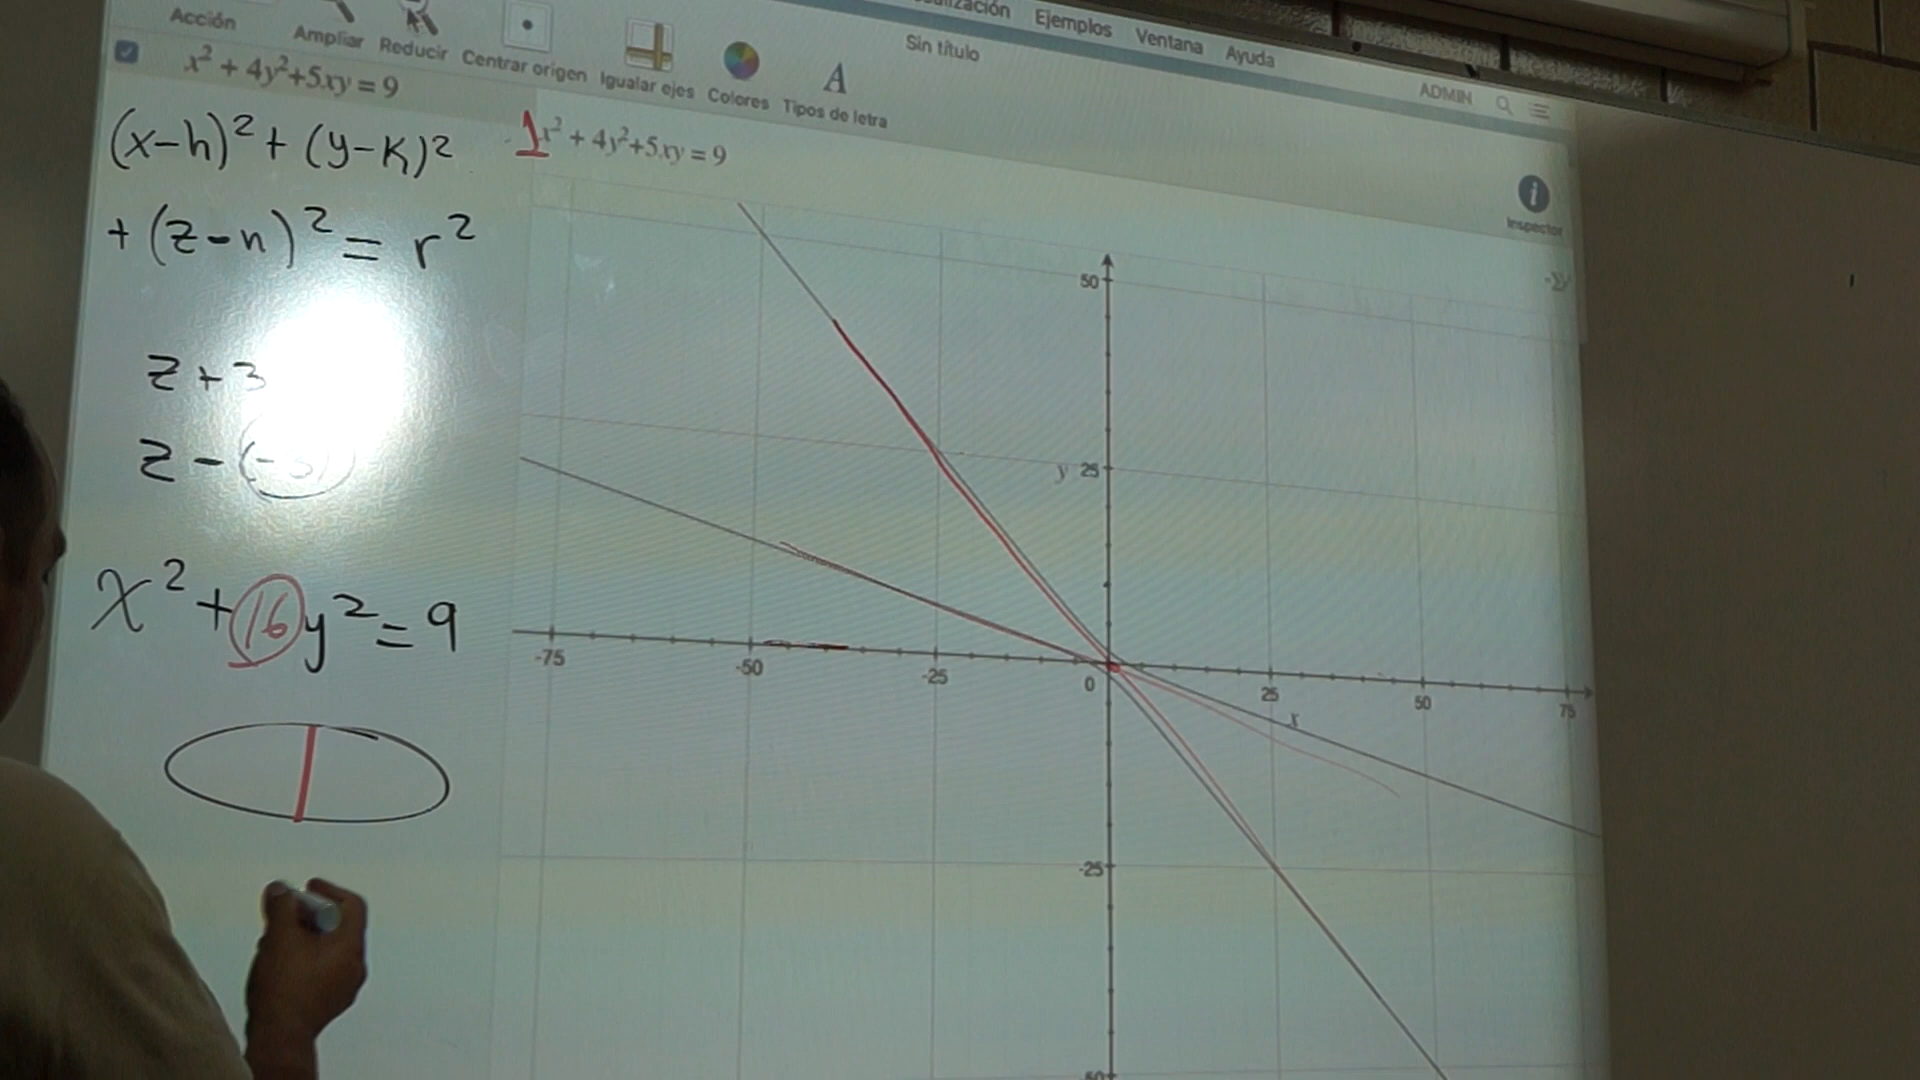 Ejemplos Ventana Ayuda
Acción Ampliar Reducir Centrar origen Igualar ejes Colores Tipos de letra
Sin título
ADMIN
x² + 4y²+5xy = 9
1x² + 4y²+5xy = 9
Inspector
(x-h)² + (y-k)²
+ (z-n)² = r²
z + 3
z - (-3)
x² + 16y² = 9
50
y 25
-75 -50 -25 0 25 50 75
x
-25
-50